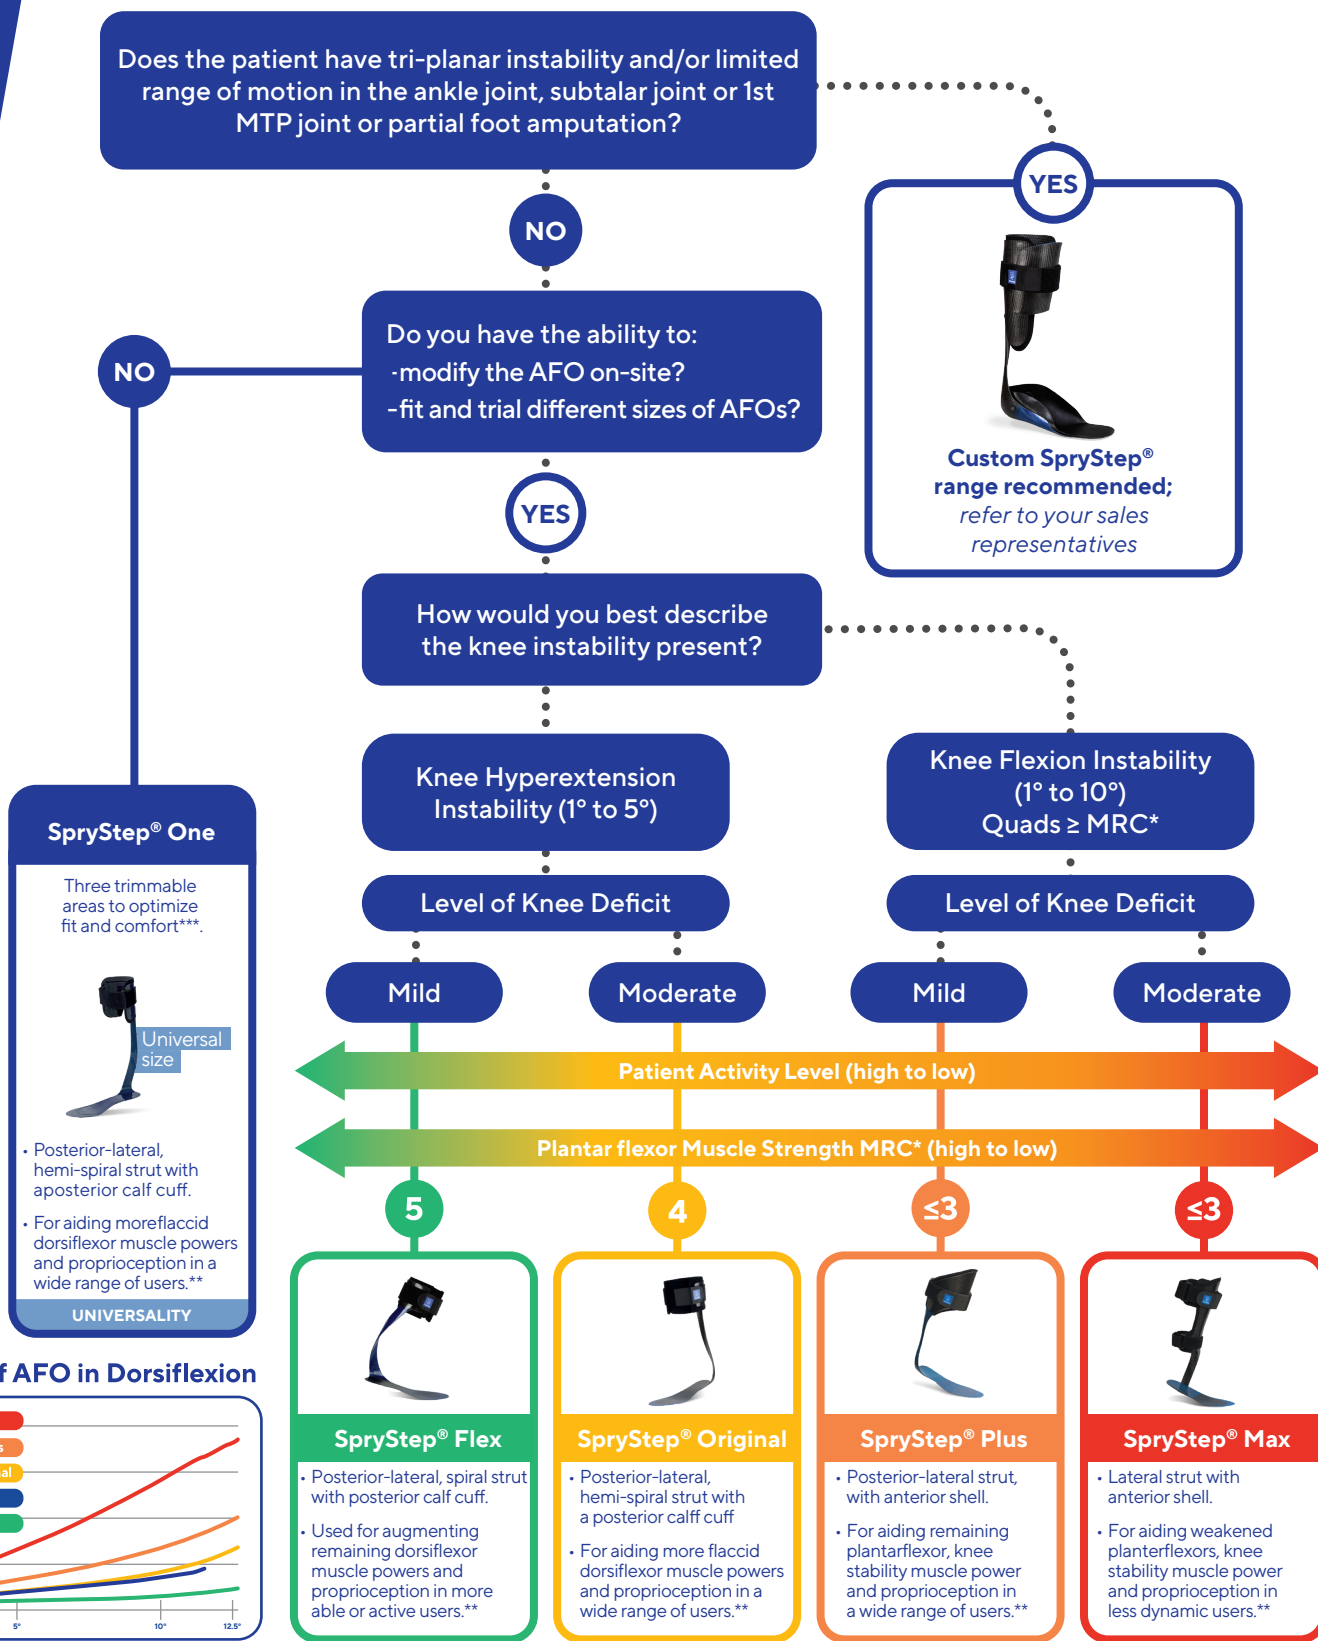 Does the patient have tri-planar instability and/or limited
range of motion in the ankle joint, subtalar joint or 1st
MTP joint or partial foot amputation?
YES
NO
Custom SpryStep®
range recommended;
refer to your sales
representatives
Do you have the ability to:
-modify the AFO on-site?
-fit and trial different sizes of AFOs?
NO
YES
How would you best describe
the knee instability present?
Knee Hyperextension
Instability (1° to 5°)
Knee Flexion Instability
(1° to 10°)
Quads ≥ MRC*
Level of Knee Deficit
Level of Knee Deficit
Mild
Moderate
Mild
Moderate
Patient Activity Level (high to low)
Plantar flexor Muscle Strength MRC* (high to low)
5
4
≤3
≤3
SpryStep® One
Three trimmable
areas to optimize
fit and comfort***.
Universal
size
• Posterior-lateral,
hemi-spiral strut with
aposterior calf cuff.
• For aiding moreflaccid
dorsiflexor muscle powers
and proprioception in a
wide range of users.**
UNIVERSALITY
SpryStep® Flex
• Posterior-lateral, spiral strut
with posterior calf cuff.
• Used for augmenting
remaining dorsiflexor
muscle powers and
proprioception in more
able or active users.**
SpryStep® Original
• Posterior-lateral,
hemi-spiral strut with
a posterior calff cuff
• For aiding more flaccid
dorsiflexor muscle powers
and proprioception in a
wide range of users.**
SpryStep® Plus
• Posterior-lateral strut,
with anterior shell.
• For aiding remaining
plantarflexor, knee
stability muscle power
and proprioception in
a wide range of users.**
SpryStep® Max
• Lateral strut with
anterior shell.
• For aiding weakened
planterflexors, knee
stability muscle power
and proprioception in
less dynamic users.**
f AFO in Dorsiflexion
s
al
5°
10°
12.5°